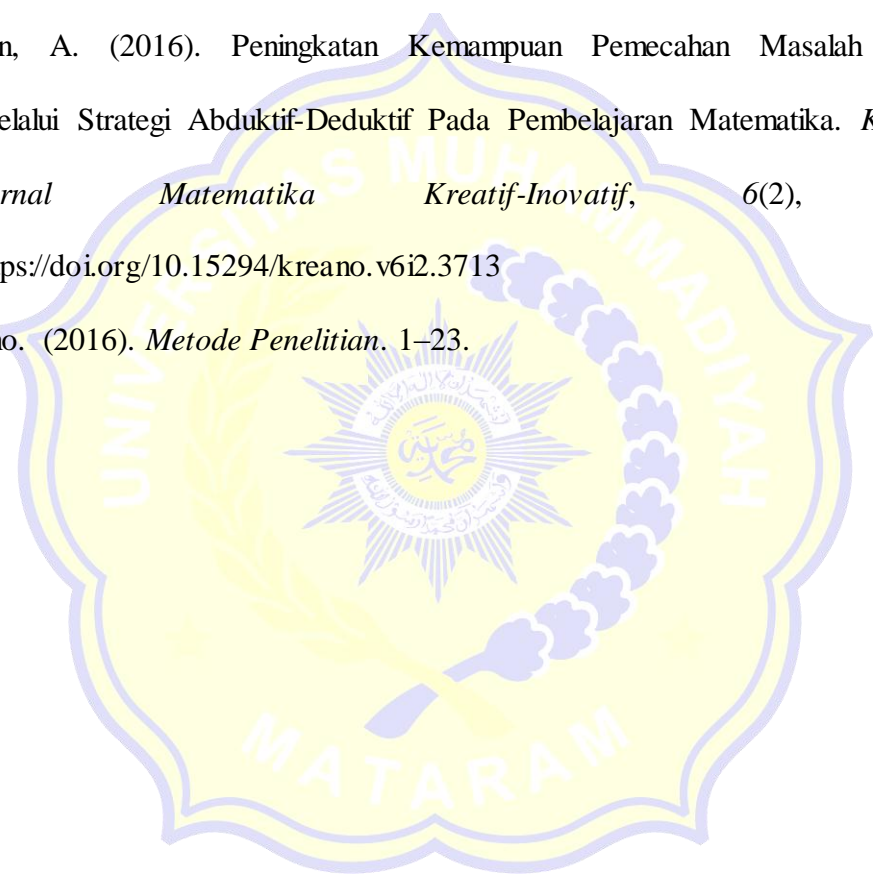 n, A. (2016). Peningkatan Kemampuan Pemecahan Masalah
elalui Strategi Abduktif-Deduktif Pada Pembelajaran Matematika. K
rnal Matematika Kreatif-Inovatif, 6(2),
ps://doi.org/10.15294/kreano.v6i2.3713
no. (2016). Metode Penelitian. 1–23.
UNIVERSITAS MUHAMMADIYAH
MATARAM